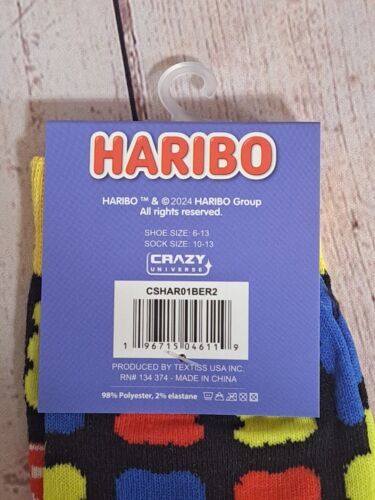 HARIBO
HARIBO ™ & © 2024 HARIBO Group
All rights reserved.
SHOE SIZE: 6-13
SOCK SIZE: 10-13
CRAZY
UNIVERSE
CSHAR01BER2
1 96715 04611 9
PRODUCED BY TEXTISS USA INC.
RN# 134 374 - MADE IN CHINA
98% Polyester, 2% elastane